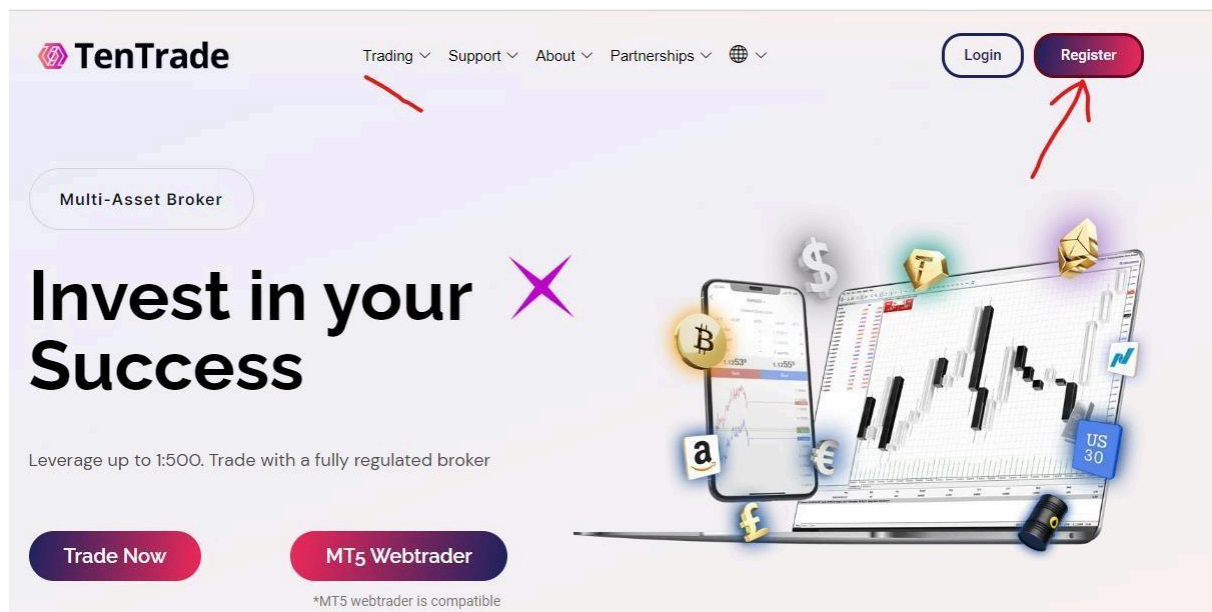 TenTrade
Trading Support About Partnerships
Login
Register
Multi-Asset Broker
Invest in your
Success
Leverage up to 1:500. Trade with a fully regulated broker
Trade Now
MT5 Webtrader
*MT5 webtrader is compatible
US
30